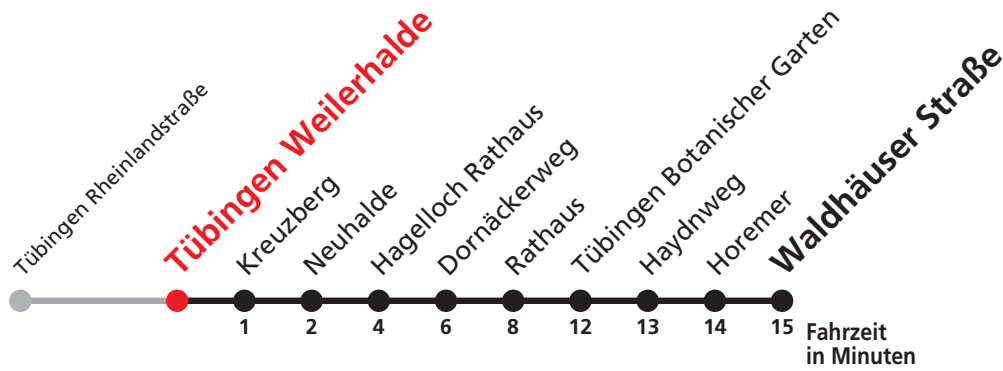 Tübingen Rheinlandstraße
Tübingen Weilerhalde
Kreuzberg
Neuhalde
Hagelloch Rathaus
Dornäckerweg
Rathaus
Tübingen Botanischer Garten
Haydnweg
Horemer
Waldhäuser Straße
1 2 4 6 8 12 13 14 15
Fahrzeit
in Minuten